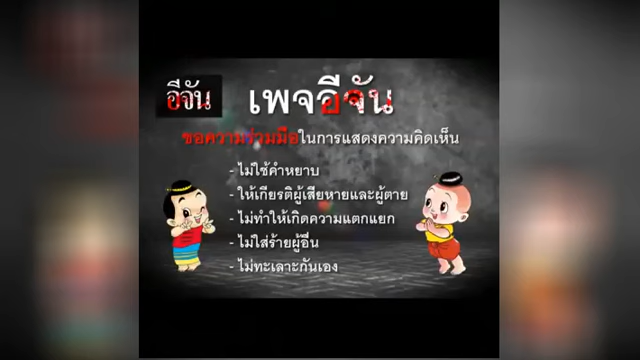 อีจัน
เพจอีจัน
ขอความร่วมมือในการแสดงความคิดเห็น
- ไม่ใช้คำหยาบ
- ให้เกียรติผู้เสียหายและผู้ตาย
- ไม่ทำให้เกิดความแตกแยก
- ไม่ใส่ร้ายผู้อื่น
- ไม่ทะเลาะกันเอง